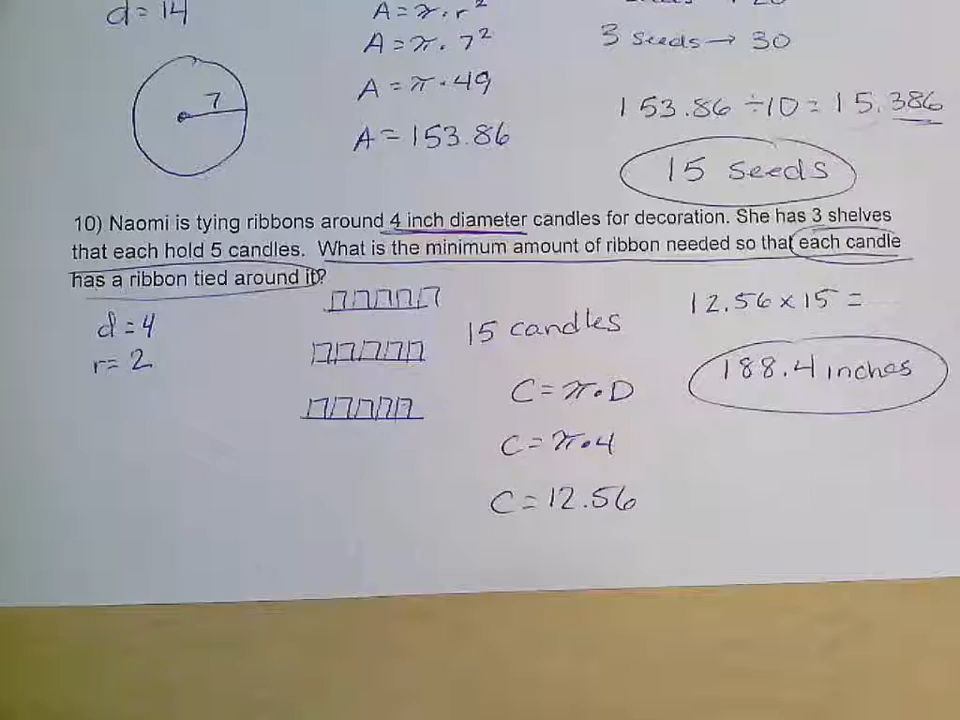 d = 14
A = π · r²
A = π · 7²
A = π · 49
A = 153.86
7
3 seeds → 30
153.86 ÷ 10 = 15.386
15 seeds
10) Naomi is tying ribbons around 4 inch diameter candles for decoration. She has 3 shelves
that each hold 5 candles. What is the minimum amount of ribbon needed so that each candle
has a ribbon tied around it?
d = 4
r = 2
15 candles
C = π · D
C = π · 4
C = 12.56
12.56 x 15 =
188.4 inches